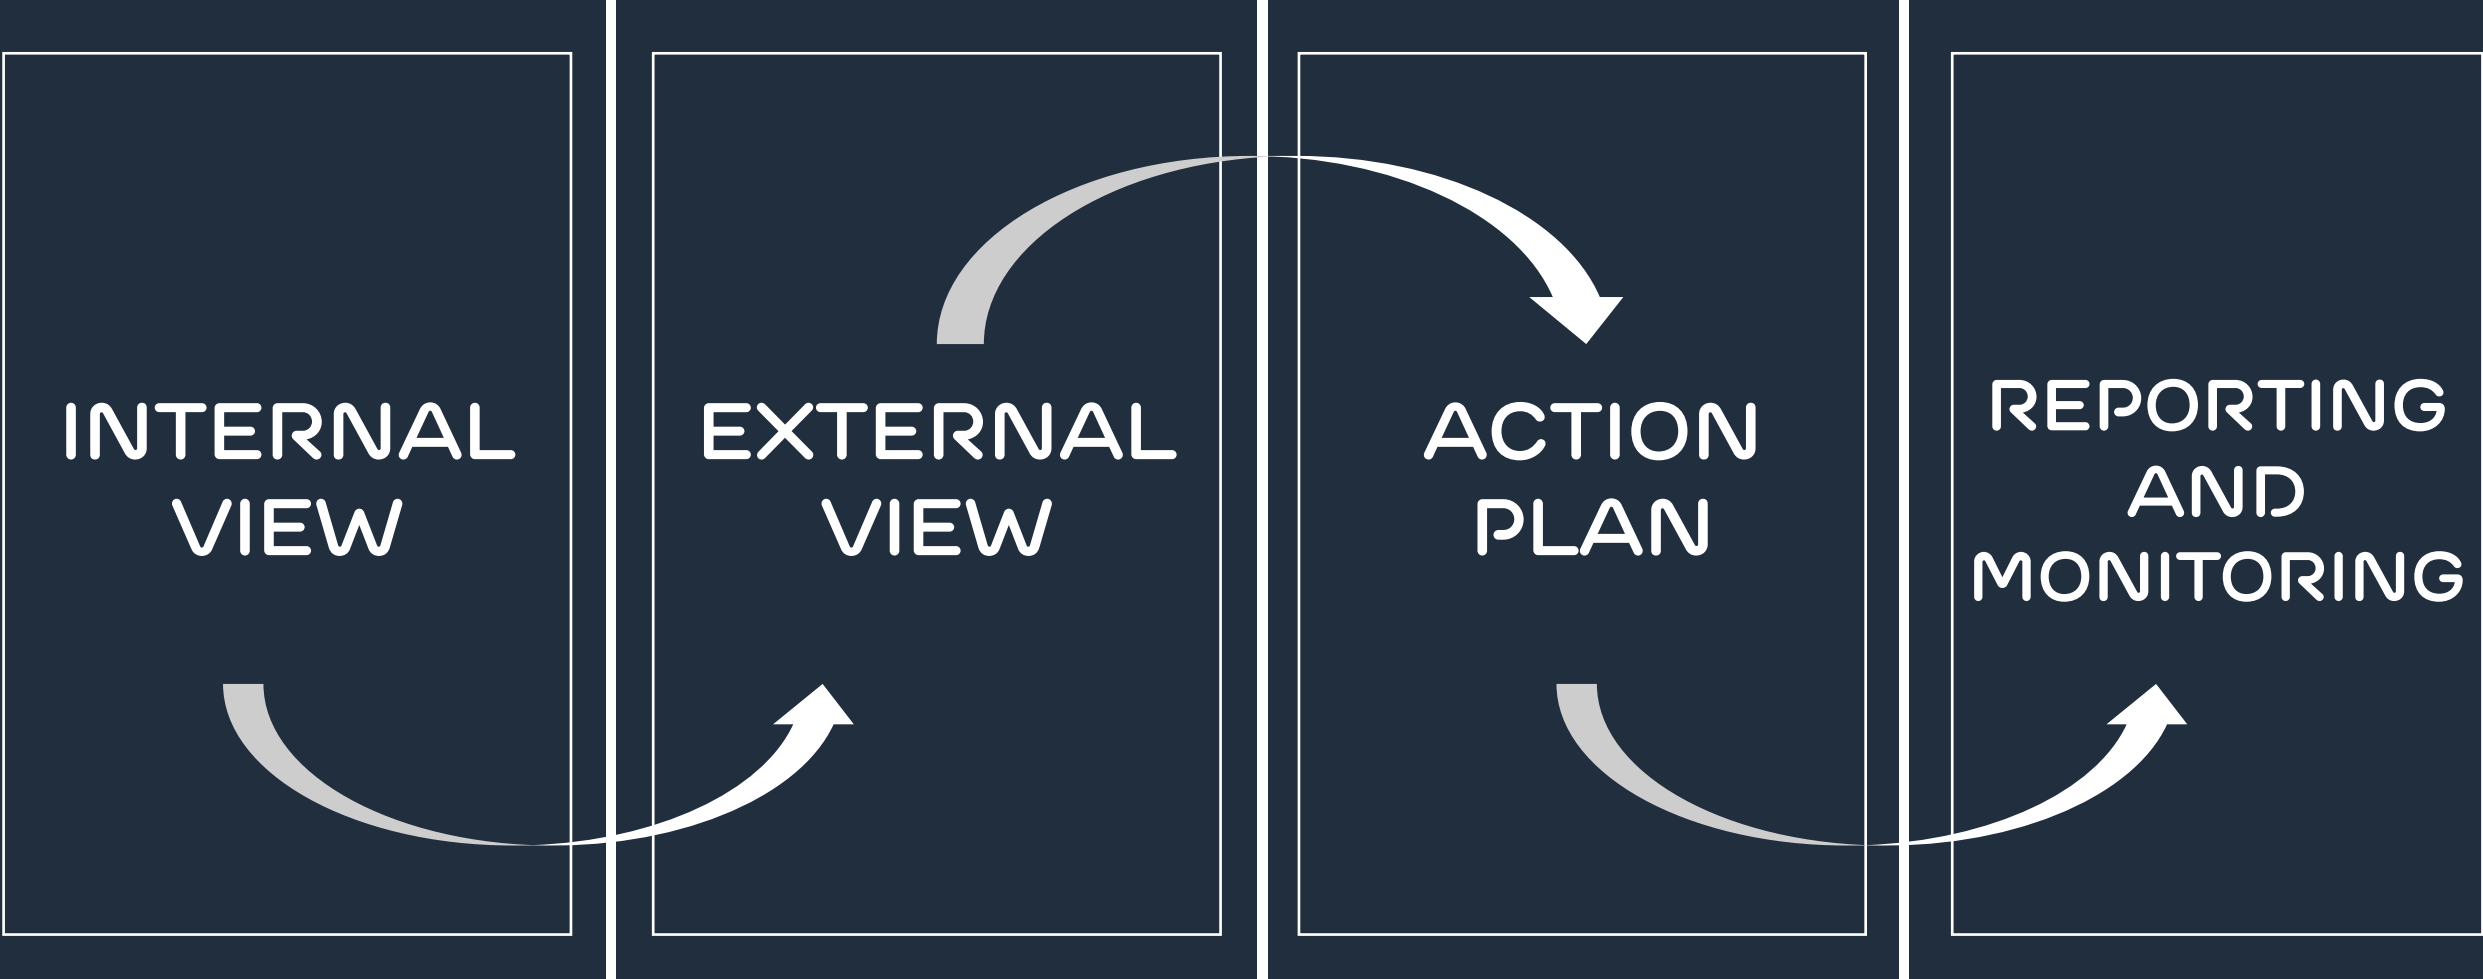 INTERNAL
VIEW
EXTERNAL
VIEW
ACTION
PLAN
REPORTING
AND
MONITORING